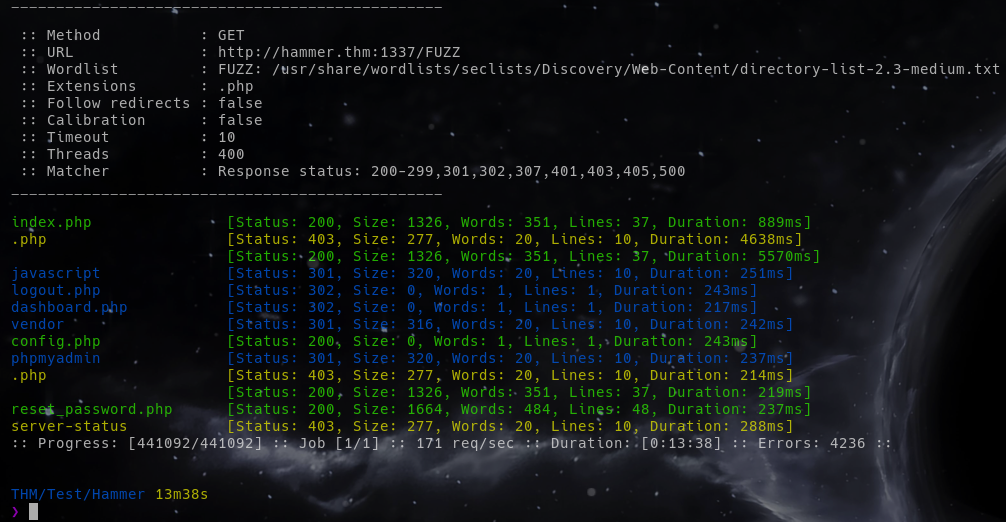 ________________________________________________
:: Method           : GET
:: URL              : http://hammer.thm:1337/FUZZ
:: Wordlist         : FUZZ: /usr/share/wordlists/seclists/Discovery/Web-Content/directory-list-2.3-medium.txt
:: Extensions       : .php
:: Follow redirects : false
:: Calibration      : false
:: Timeout          : 10
:: Threads          : 400
:: Matcher          : Response status: 200-299,301,302,307,401,403,405,500
________________________________________________
index.php               [Status: 200, Size: 1326, Words: 351, Lines: 37, Duration: 889ms]
.php                    [Status: 403, Size: 277, Words: 20, Lines: 10, Duration: 4638ms]
                        [Status: 200, Size: 1326, Words: 351, Lines: 37, Duration: 5570ms]
javascript              [Status: 301, Size: 320, Words: 20, Lines: 10, Duration: 251ms]
logout.php              [Status: 302, Size: 0, Words: 1, Lines: 1, Duration: 243ms]
dashboard.php           [Status: 302, Size: 0, Words: 1, Lines: 1, Duration: 217ms]
vendor                  [Status: 301, Size: 316, Words: 20, Lines: 10, Duration: 242ms]
config.php              [Status: 200, Size: 0, Words: 1, Lines: 1, Duration: 243ms]
phpmyadmin              [Status: 301, Size: 320, Words: 20, Lines: 10, Duration: 237ms]
.php                    [Status: 403, Size: 277, Words: 20, Lines: 10, Duration: 214ms]
                        [Status: 200, Size: 1326, Words: 351, Lines: 37, Duration: 219ms]
reset_password.php      [Status: 200, Size: 1664, Words: 484, Lines: 48, Duration: 237ms]
server-status           [Status: 403, Size: 277, Words: 20, Lines: 10, Duration: 288ms]
:: Progress: [441092/441092] :: Job [1/1] :: 171 req/sec :: Duration: [0:13:38] :: Errors: 4236 ::
THM/Test/Hammer 13m38s
❯